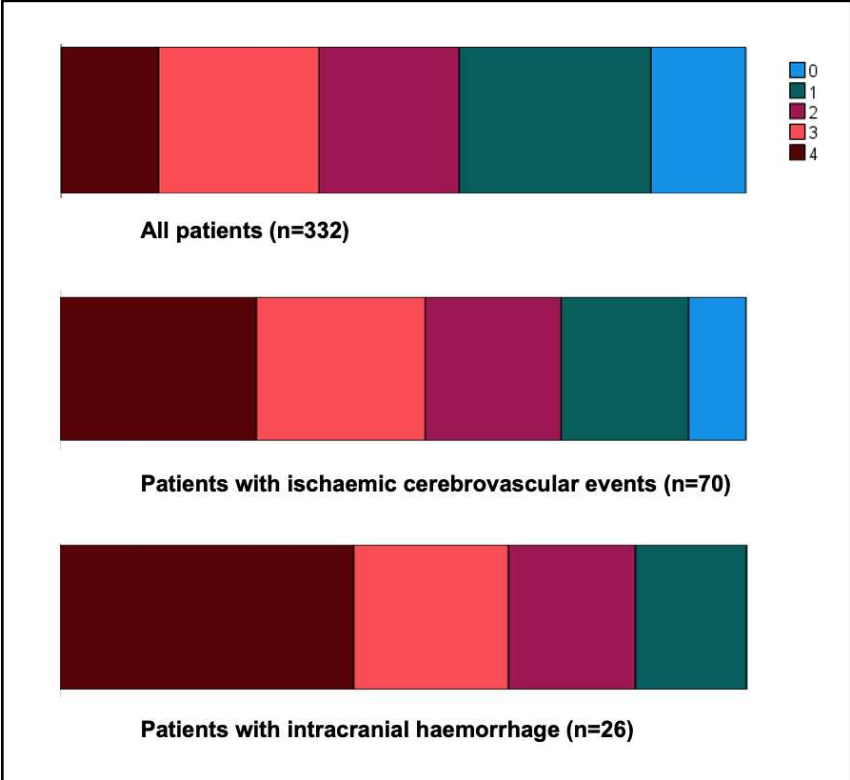 0
1
2
3
4
All patients (n=332)
Patients with ischaemic cerebrovascular events (n=70)
Patients with intracranial haemorrhage (n=26)